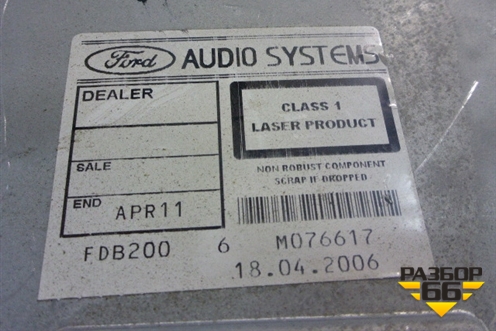 Ford AUDIO SYSTEMS
DEALER
CLASS 1
LASER PRODUCT
SALE
NON ROBUST COMPONENT
SCRAP IF DROPPED
END APR11
FDB200 6 M076617
18.04.2006
РАЗБОР
66